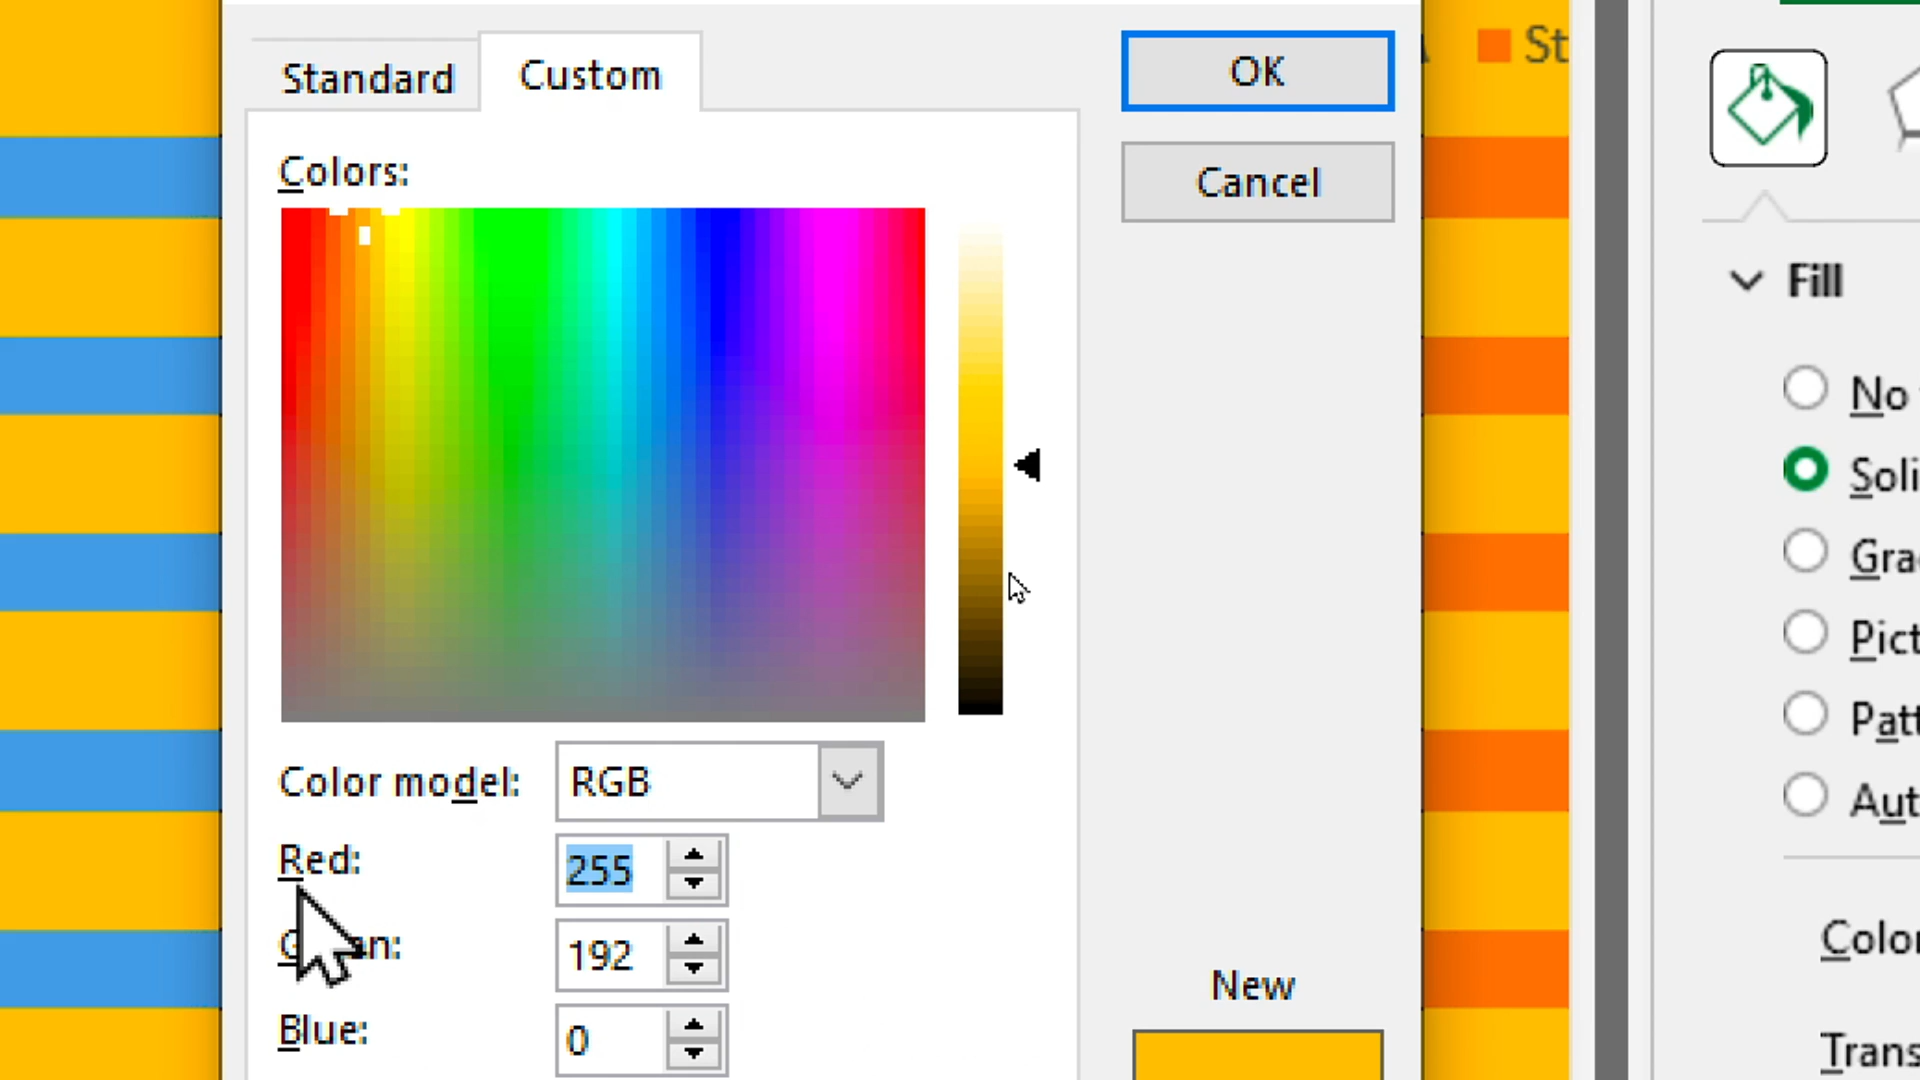 Standard
Custom
OK
Cancel
Colors:
Color model:
RGB
Red:
255
192
Blue:
0
New
St
Fill
No
Soli
Gra
Pict
Patt
Aut
Color
Trans